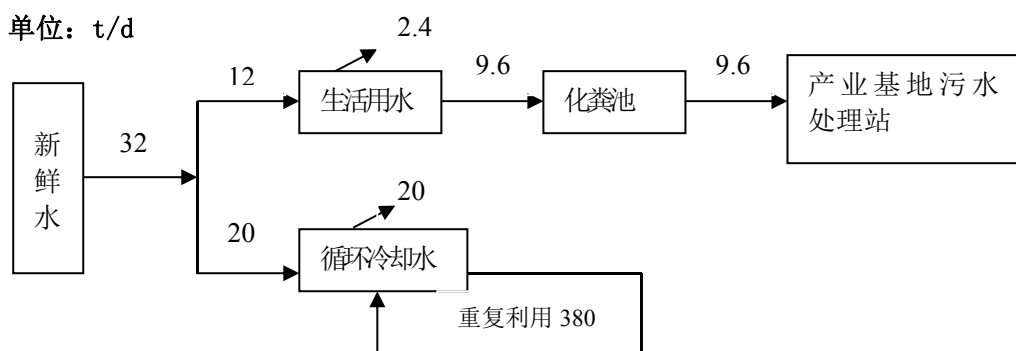 单位：t/d
2.4
12
9.6
9.6
生活用水
化粪池
产业基地污水
处理站
新
鲜
水
32
20
20
循环冷却水
重复利用 380